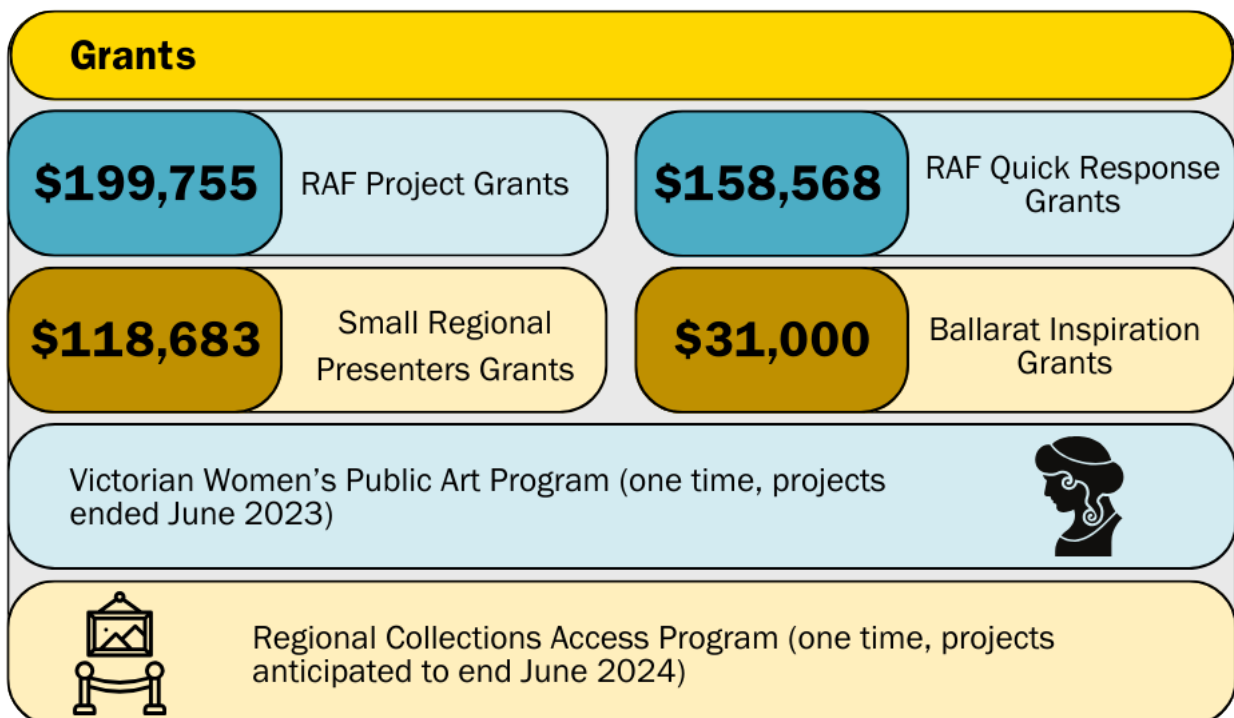 Grants
$199,755
RAF Project Grants
$158,568
RAF Quick Response
Grants
$118,683
Small Regional
Presenters Grants
$31,000
Ballarat Inspiration
Grants
Victorian Women’s Public Art Program (one time, projects
ended June 2023)
Regional Collections Access Program (one time, projects
anticipated to end June 2024)